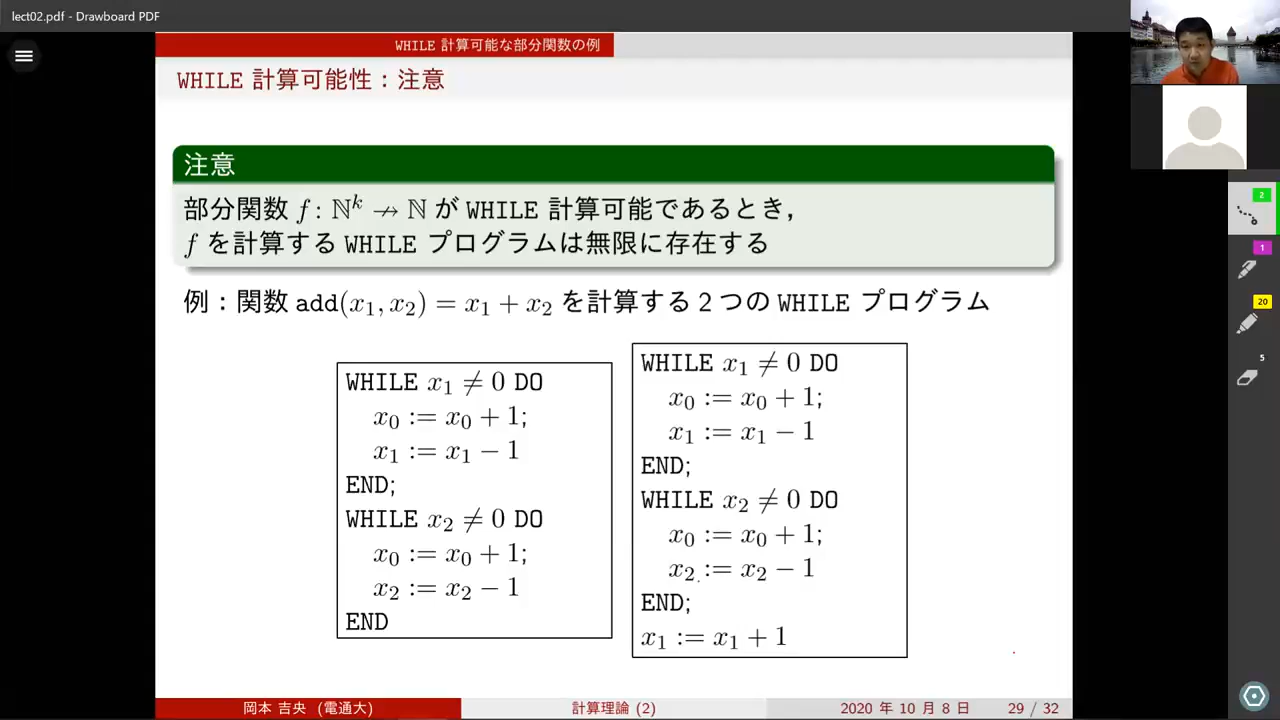 lect02.pdf - Drawboard PDF
WHILE 計算可能な部分関数の例
WHILE 計算可能性：注意
注意
部分関数 f : ℕᵏ ⇸ ℕ が WHILE 計算可能であるとき，
f を計算する WHILE プログラムは無限に存在する
例：関数 add(x₁, x₂) = x₁ + x₂ を計算する 2 つの WHILE プログラム
WHILE x₁ ≠ 0 DO
x₀ := x₀ + 1;
x₁ := x₁ − 1
END;
WHILE x₂ ≠ 0 DO
x₀ := x₀ + 1;
x₂ := x₂ − 1
END
WHILE x₁ ≠ 0 DO
x₀ := x₀ + 1;
x₁ := x₁ − 1
END;
WHILE x₂ ≠ 0 DO
x₀ := x₀ + 1;
x₂ := x₂ − 1
END;
x₁ := x₁ + 1
岡本 吉央 (電通大)
計算理論 (2)
2020 年 10 月 8 日
29 / 32
2
1
20
5